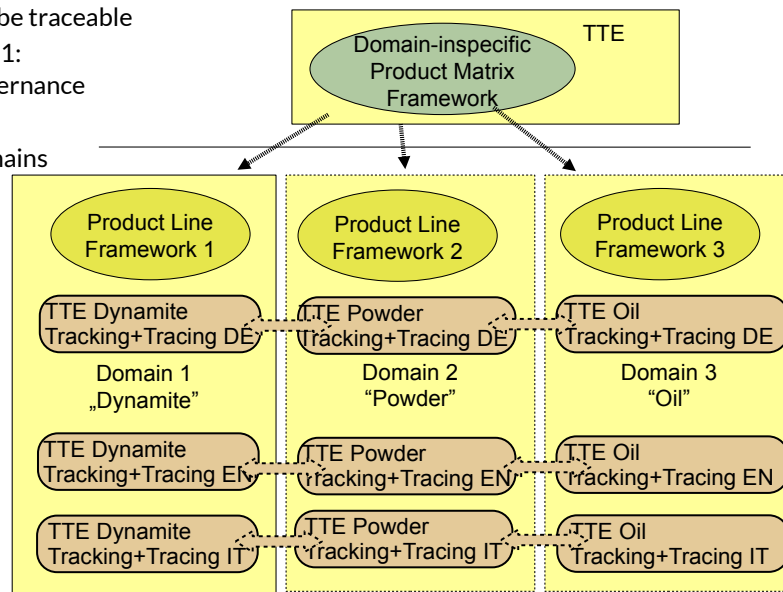 be traceable
1:
ernance
nains
TTE
Domain-inspecific
Product Matrix
Framework
Product Line
Framework 1
Product Line
Framework 2
Product Line
Framework 3
TTE Dynamite
Tracking+Tracing DE
TTE Powder
Tracking+Tracing DE
TTE Oil
Tracking+Tracing DE
Domain 1
„Dynamite”
Domain 2
“Powder”
Domain 3
“Oil”
TTE Dynamite
Tracking+Tracing EN
TTE Powder
Tracking+Tracing EN
TTE Oil
Tracking+Tracing EN
TTE Dynamite
Tracking+Tracing IT
TTE Powder
Tracking+Tracing IT
TTE Oil
Tracking+Tracing IT